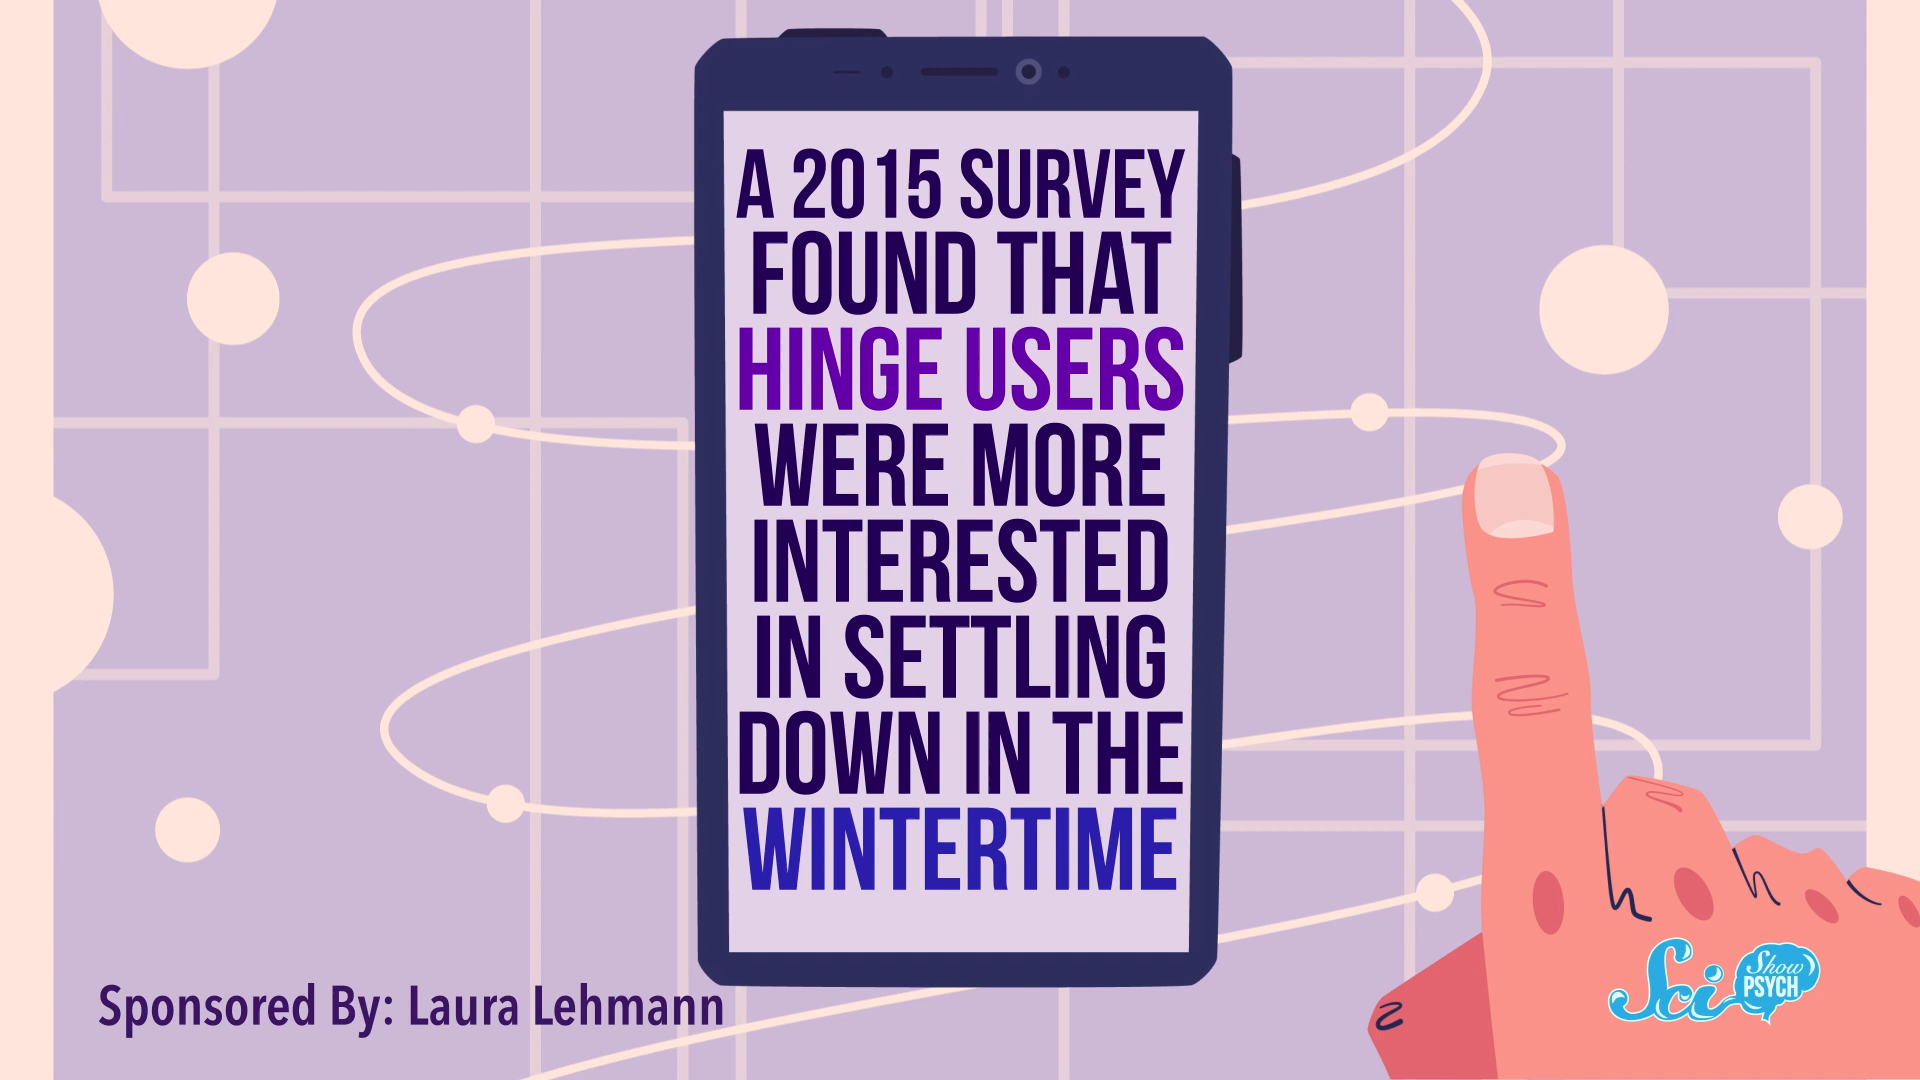 A 2015 SURVEY
FOUND THAT
HINGE USERS
WERE MORE
INTERESTED
IN SETTLING
DOWN IN THE
WINTERTIME
Sponsored By: Laura Lehmann
Sci Show
PSYCH